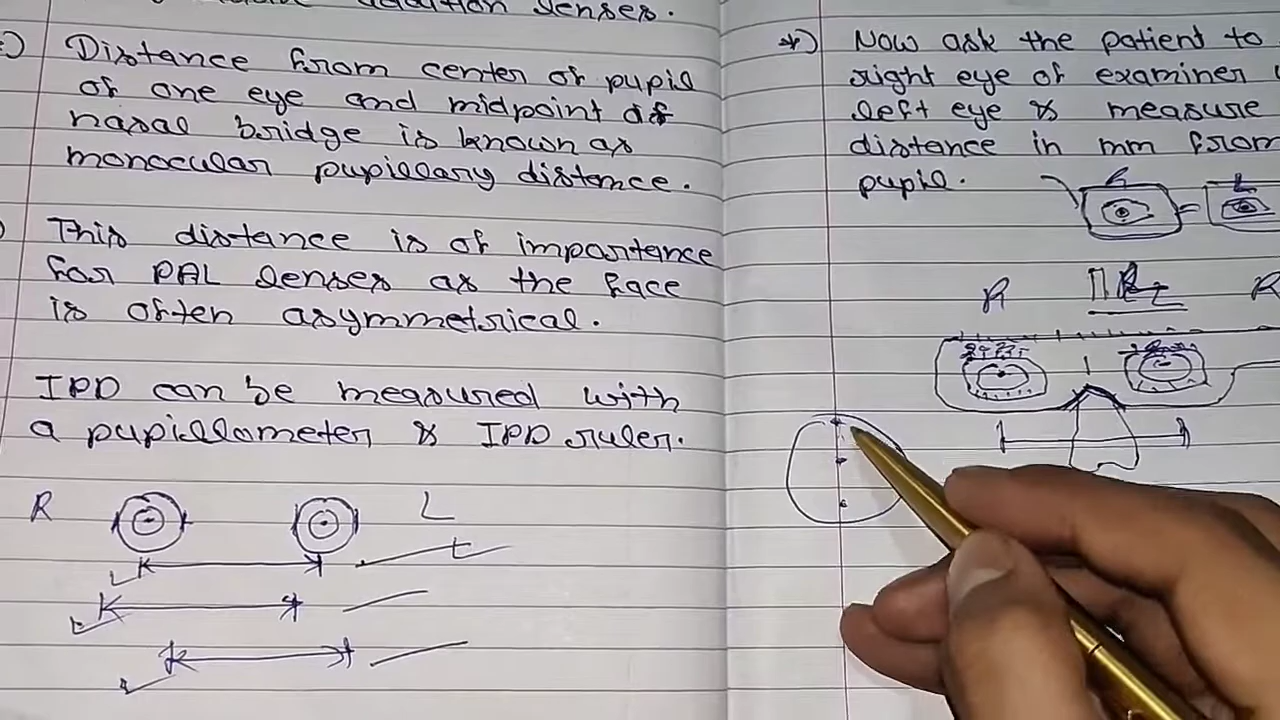 addition lenses.
Distance from center of pupil
of one eye and midpoint of
nasal bridge is known as
monocular pupillary distance.
This distance is of importance
for PAL lenses as the face
is often asymmetrical.
IPD can be measured with
a pupillometer & IPD ruler.
R L
Now ask the patient to
right eye of examiner
left eye & measure
distance in mm from
pupil.
R L
R R